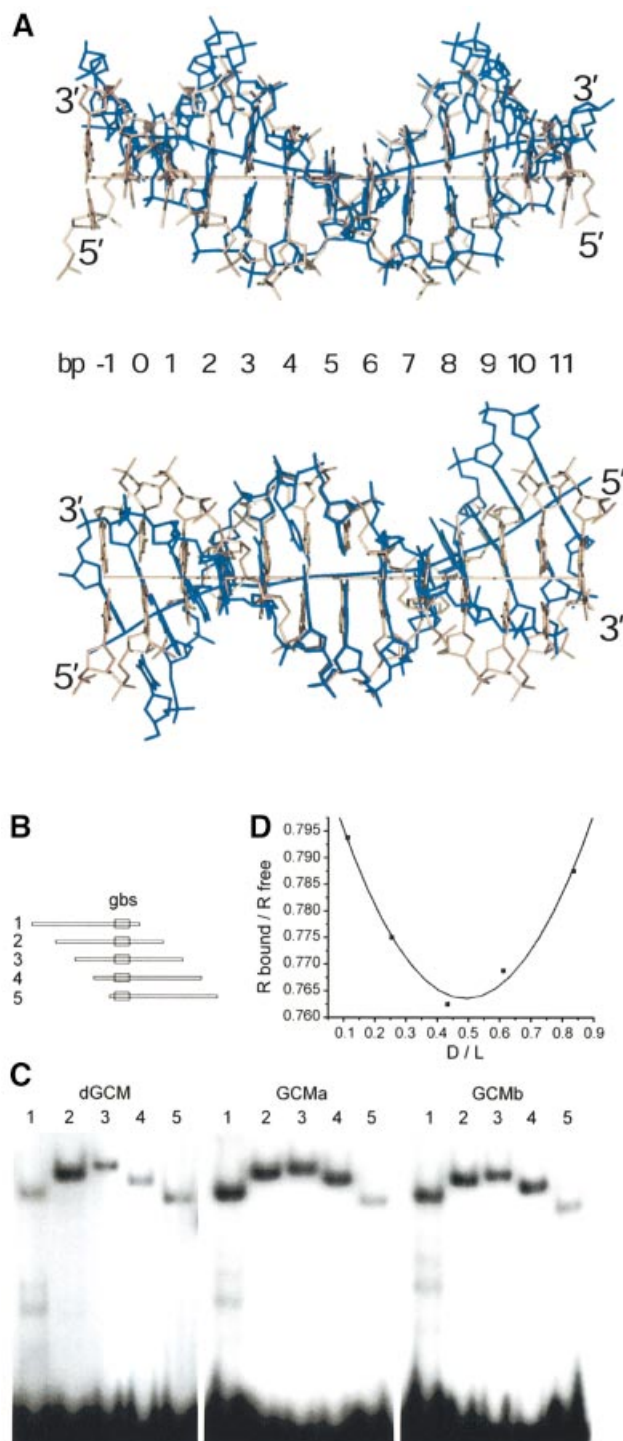 A
3′ 3′
5′ 5′
bp -1 0 1 2 3 4 5 6 7 8 9 10 11
3′ 5′
5′ 3′
B
gbs
1
2
3
4
5
D
R bound / R free
0.795
0.790
0.785
0.780
0.775
0.770
0.765
0.760
0.1 0.2 0.3 0.4 0.5 0.6 0.7 0.8 0.9
D / L
C
dGCM GCMa GCMb
1 2 3 4 5 1 2 3 4 5 1 2 3 4 5